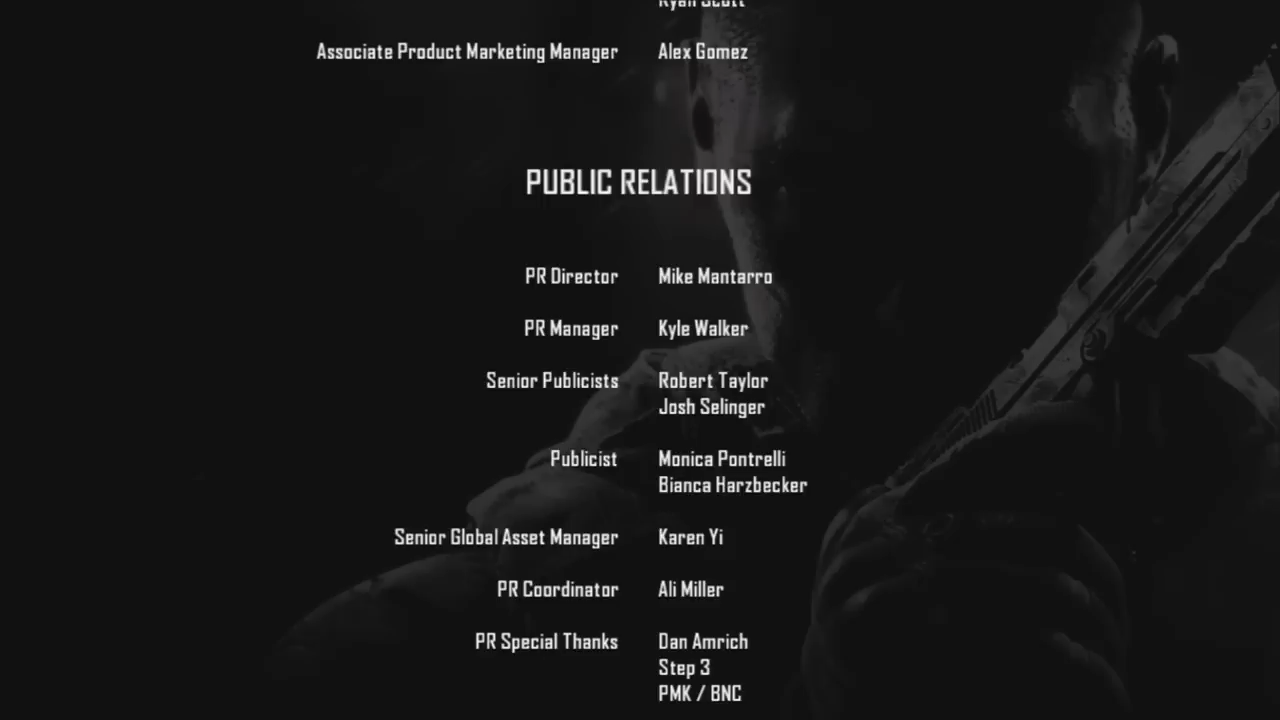 Ryan Scott
Associate Product Marketing Manager Alex Gomez
PUBLIC RELATIONS
PR Director Mike Mantarro
PR Manager Kyle Walker
Senior Publicists Robert Taylor
Josh Selinger
Publicist Monica Pontrelli
Bianca Harzbecker
Senior Global Asset Manager Karen Yi
PR Coordinator Ali Miller
PR Special Thanks Dan Amrich
Step 3
PMK / BNC